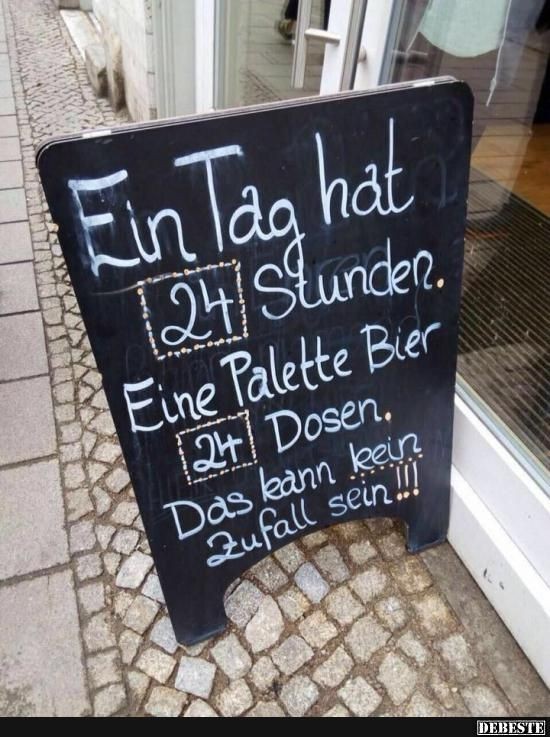 Ein Tag hat
24 Stunden.
Eine Palette Bier
24 Dosen.
Das kann kein
Zufall sein!!!
DEBESTE